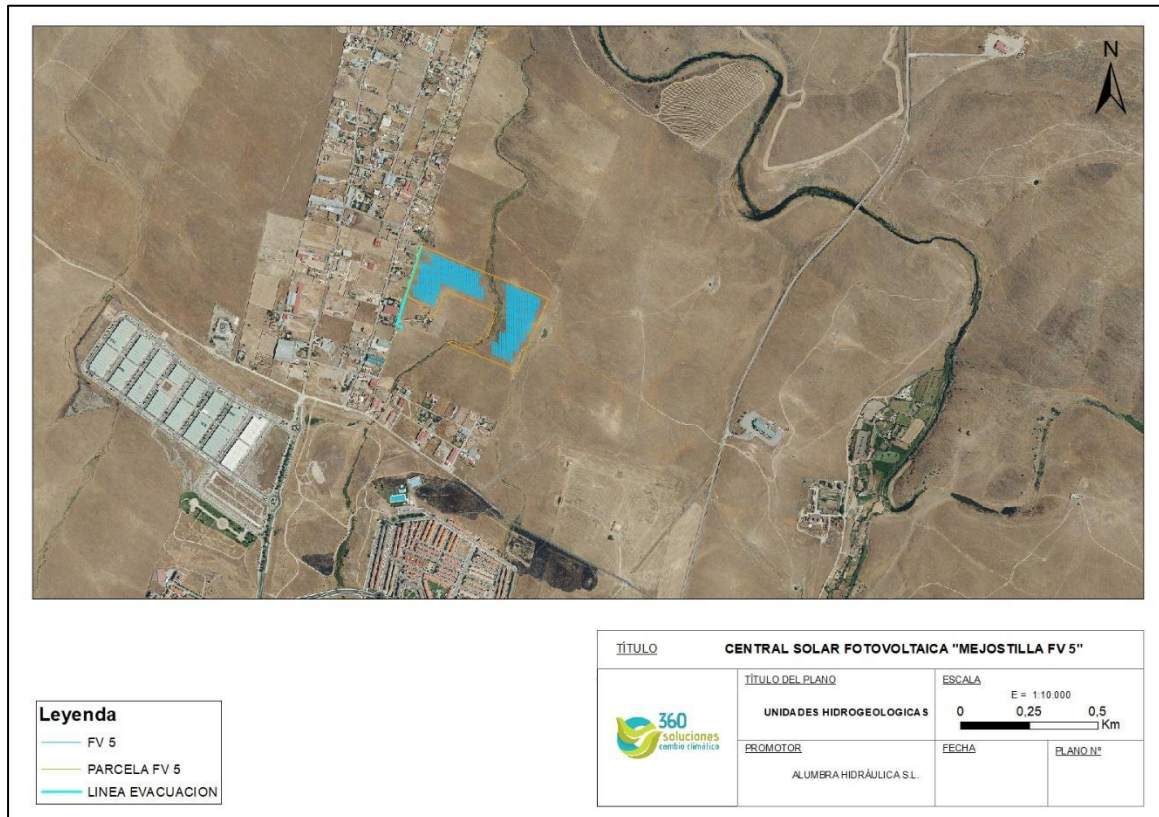 N
TÍTULO
CENTRAL SOLAR FOTOVOLTAICA "MEJOSTILLA FV 5"
TÍTULO DEL PLANO
UNIDADES HIDROGEOLOGICAS
ESCALA
E = 1:10.000
0 0,25 0,5
Km
360
soluciones
cambio climático
PROMOTOR
ALUMBRA HIDRÁULICA S.L.
FECHA
PLANO Nº
Leyenda
FV 5
PARCELA FV 5
LINEA EVACUACION